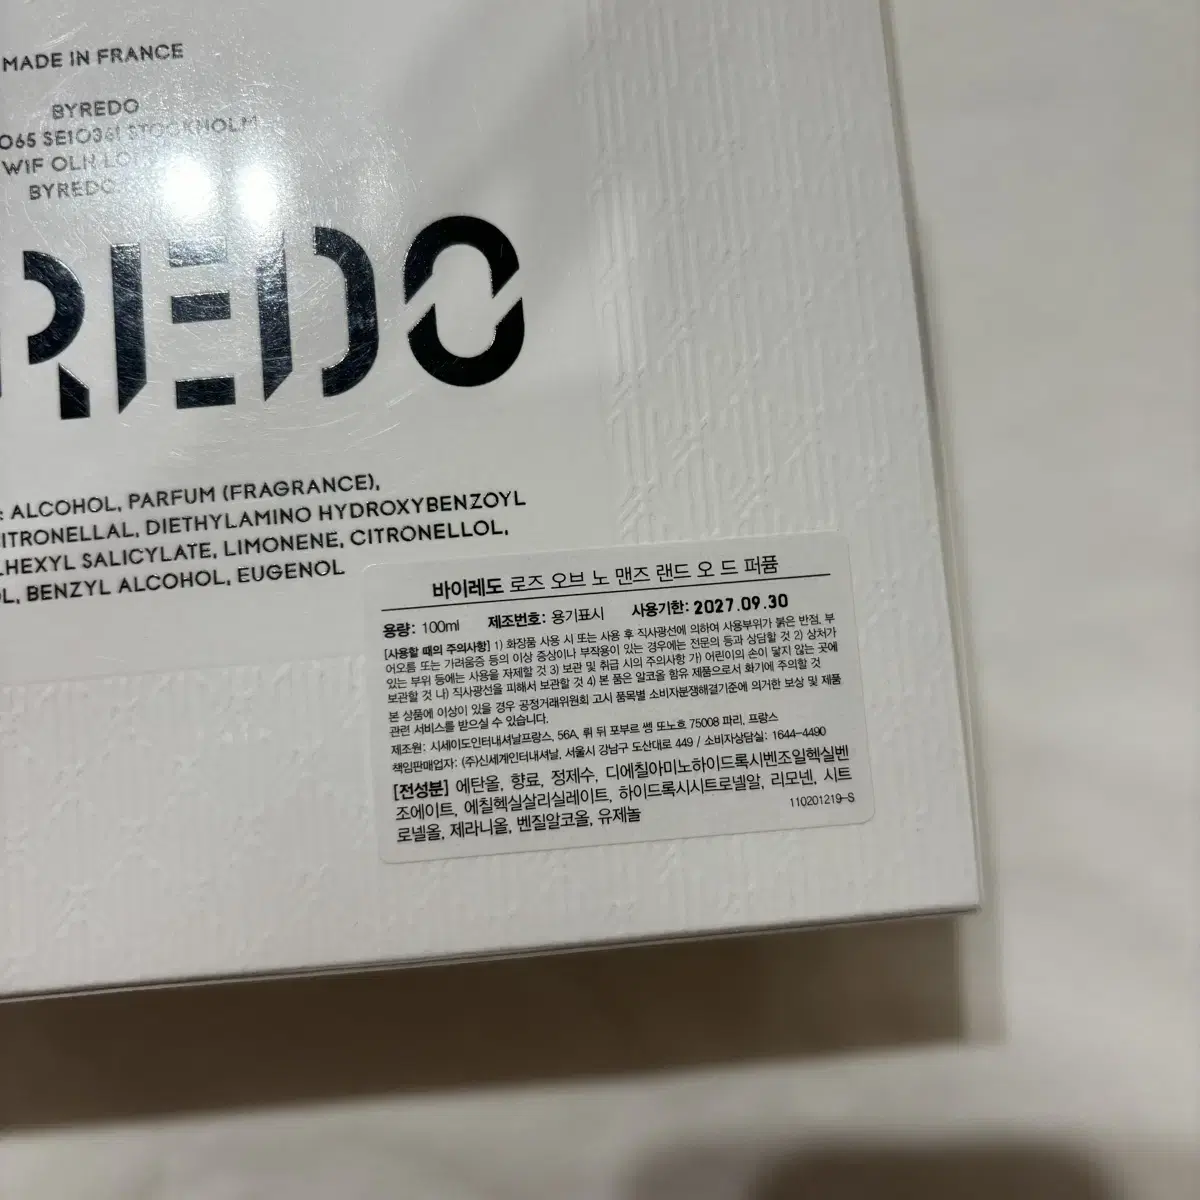 MADE IN FRANCE
BYREDO
065 SE10361 STOCKHOLM
W1F 0LN
BYREDO
REDO
: ALCOHOL, PARFUM (FRAGRANCE),
ITRONELLAL, DIETHYLAMINO HYDROXYBENZOYL
LHEXYL SALICYLATE, LIMONENE, CITRONELLOL,
OL, BENZYL ALCOHOL, EUGENOL
바이레도 로즈 오브 노 맨즈 랜드 오 드 퍼퓸
용량: 100ml 제조번호: 용기표시 사용기한: 2027.09.30
[사용할 때의 주의사항] 1) 화장품 사용 시 또는 사용 후 직사광선에 의하여 사용부위가 붉은 반점, 부
어오름 또는 가려움증 등의 이상 증상이나 부작용이 있는 경우에는 전문의 등과 상담할 것 2) 상처가
있는 부위 등에는 사용을 자제할 것 3) 보관 및 취급 시의 주의사항 가) 어린이의 손이 닿지 않는 곳에
보관할 것 나) 직사광선을 피해서 보관할 것 4) 본 품은 알코올 함유 제품으로서 화기에 주의할 것
본 상품에 이상이 있을 경우 공정거래위원회 고시 품목별 소비자분쟁해결기준에 의거한 보상 및 제품
관련 서비스를 받으실 수 있습니다.
제조원: 시세이도인터내셔날프랑스, 56A, 뤼 뒤 포부르 쌩 또노흐 75008 파리, 프랑스
책임판매업자: (주)신세계인터내셔날, 서울시 강남구 도산대로 449 / 소비자상담실: 1644-4490
[전성분] 에탄올, 향료, 정제수, 디에칠아미노하이드록시벤조일헥실벤
조에이트, 에칠헥실살리실레이트, 하이드록시시트로넬알, 리모넨, 시트
로넬올, 제라니올, 벤질알코올, 유제놀
110201219-S